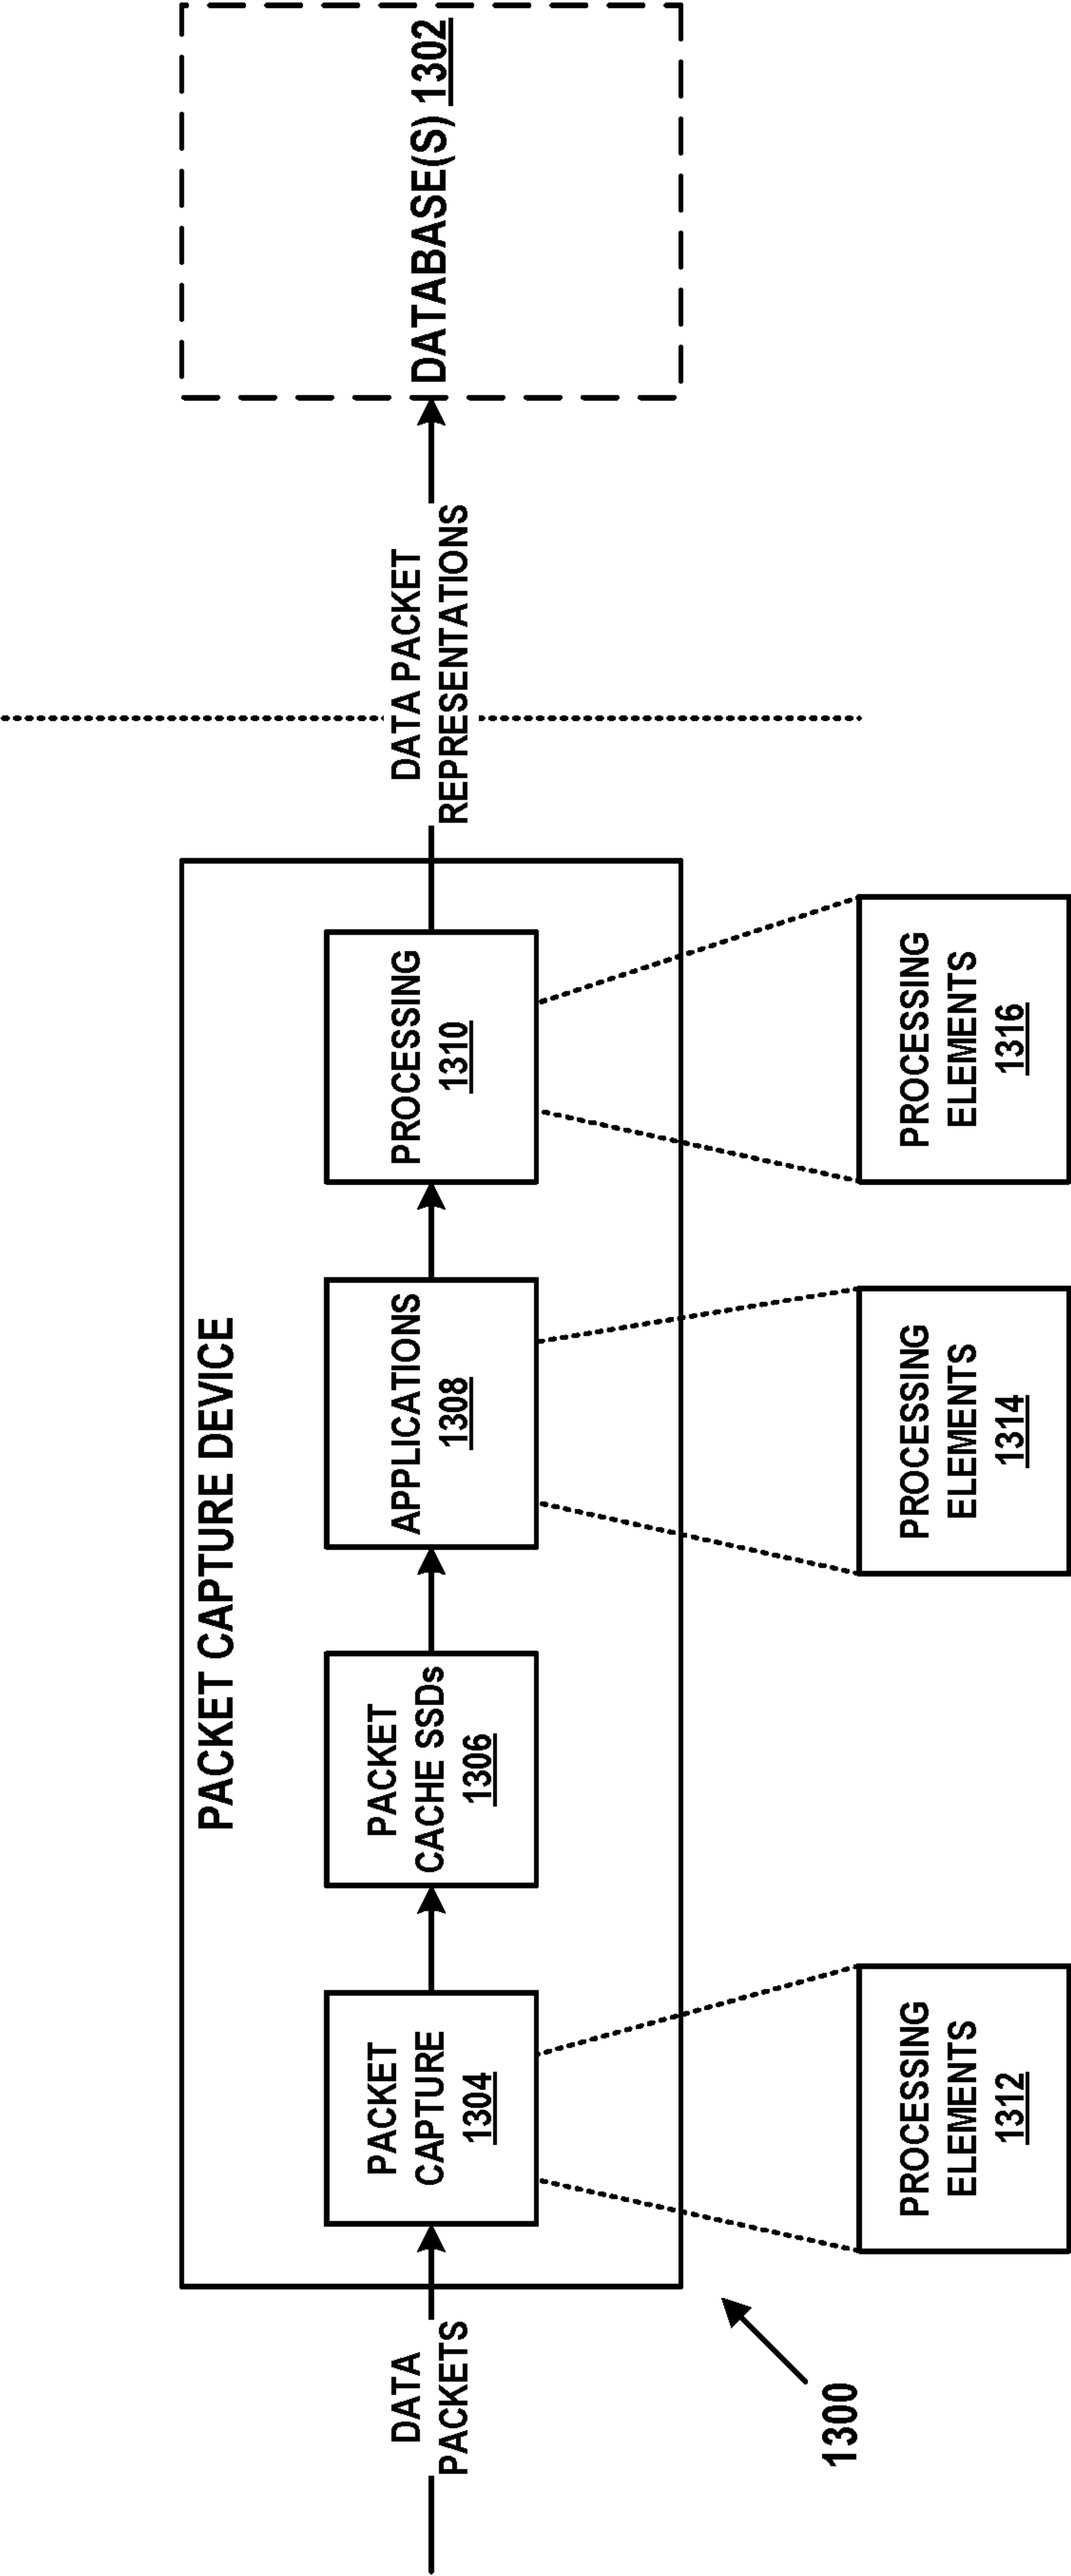 PACKET CAPTURE DEVICE
DATA
PACKETS
PACKET
CAPTURE
1304
PACKET
CACHE SSDs
1306
APPLICATIONS
1308
PROCESSING
1310
DATA PACKET
REPRESENTATIONS
DATABASE(S) 1302
1300
PROCESSING
ELEMENTS
1312
PROCESSING
ELEMENTS
1314
PROCESSING
ELEMENTS
1316